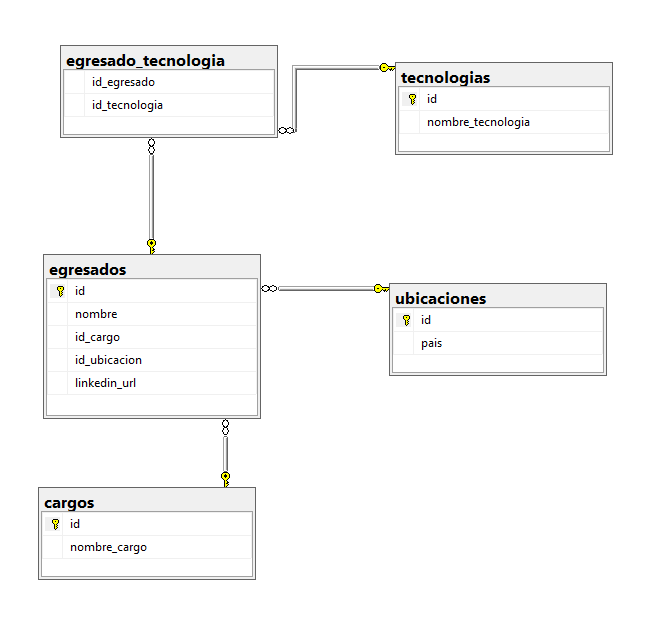 egresado_tecnologia
id_egresado
id_tecnologia
tecnologias
id
nombre_tecnologia
egresados
id
nombre
id_cargo
id_ubicacion
linkedin_url
ubicaciones
id
pais
cargos
id
nombre_cargo